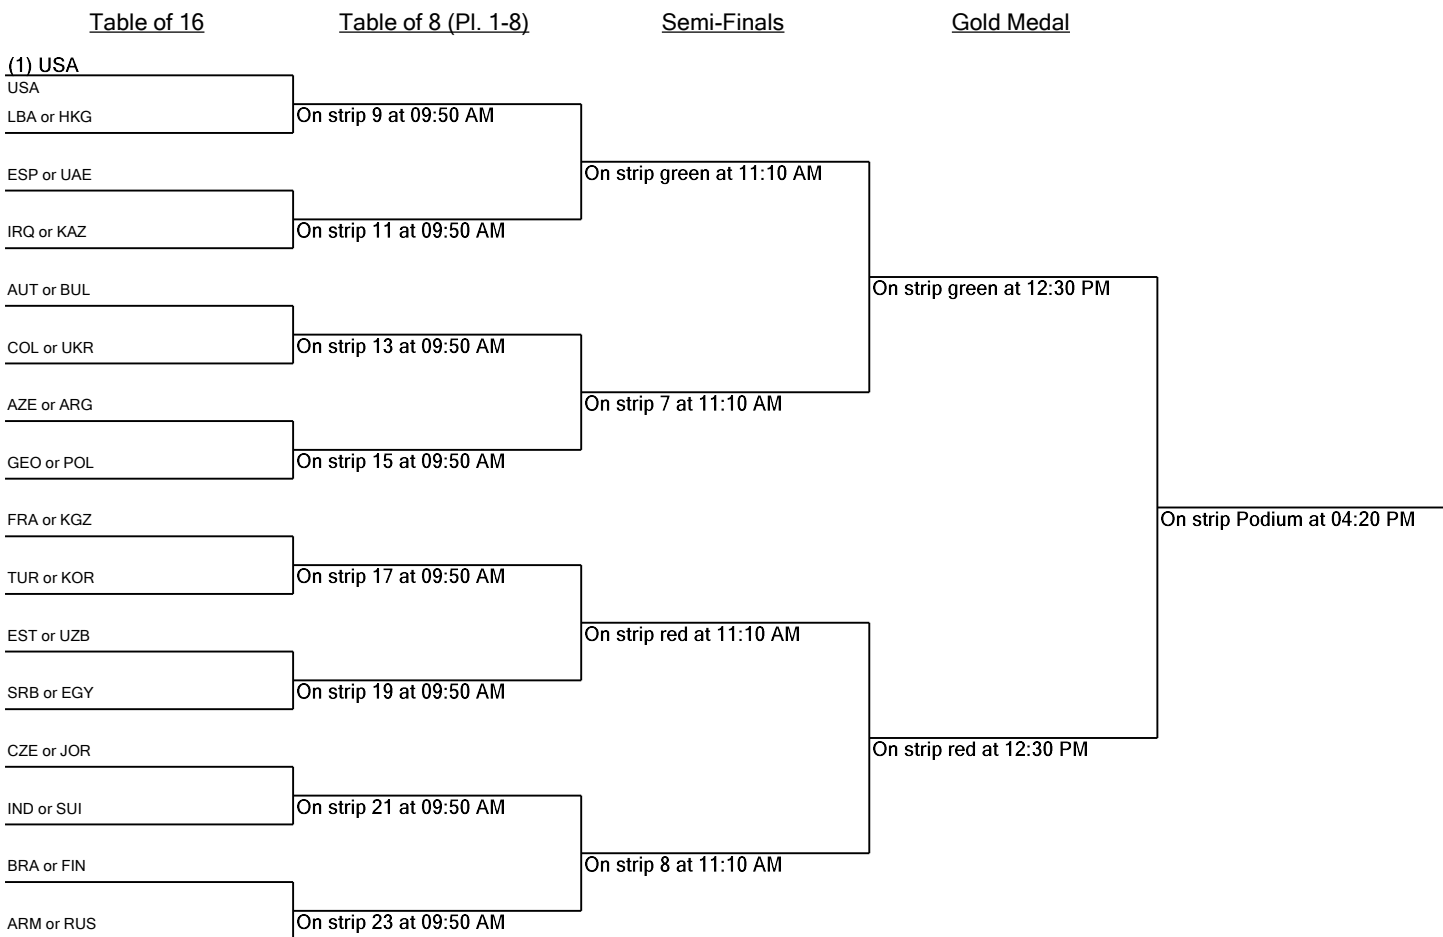 Table of 16 Table of 8 (Pl. 1-8) Semi-Finals Gold Medal
(1) USA
USA
LBA or HKG
On strip 9 at 09:50 AM
ESP or UAE
On strip green at 11:10 AM
IRQ or KAZ
On strip 11 at 09:50 AM
AUT or BUL
On strip green at 12:30 PM
COL or UKR
On strip 13 at 09:50 AM
AZE or ARG
On strip 7 at 11:10 AM
GEO or POL
On strip 15 at 09:50 AM
FRA or KGZ
On strip Podium at 04:20 PM
TUR or KOR
On strip 17 at 09:50 AM
EST or UZB
On strip red at 11:10 AM
SRB or EGY
On strip 19 at 09:50 AM
CZE or JOR
On strip red at 12:30 PM
IND or SUI
On strip 21 at 09:50 AM
BRA or FIN
On strip 8 at 11:10 AM
ARM or RUS
On strip 23 at 09:50 AM